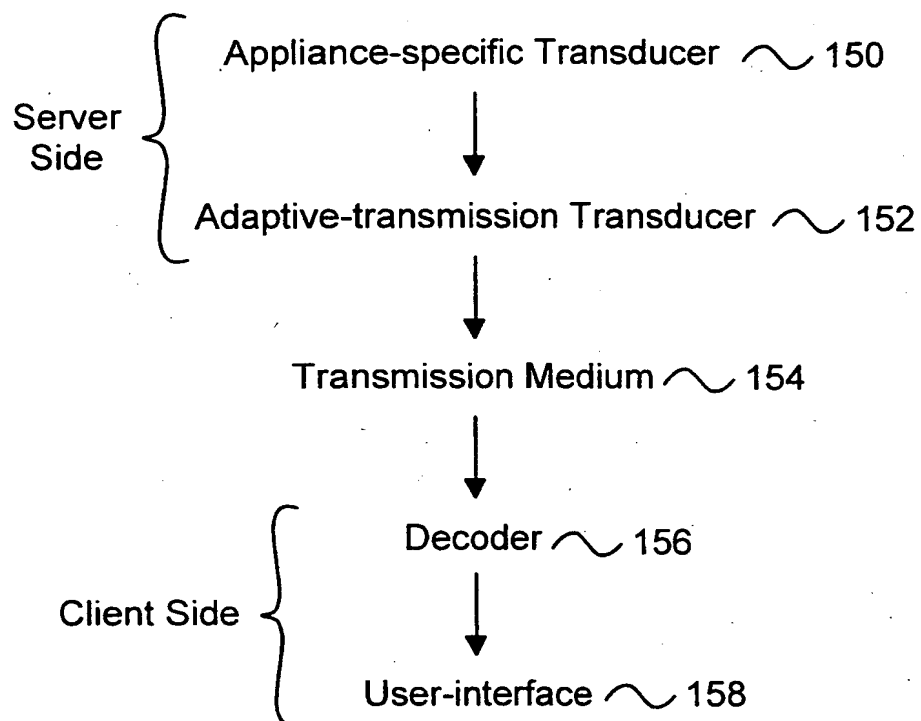 Appliance-specific Transducer 150
Server
Side
Adaptive-transmission Transducer 152
Transmission Medium 154
Decoder 156
Client Side
User-interface 158